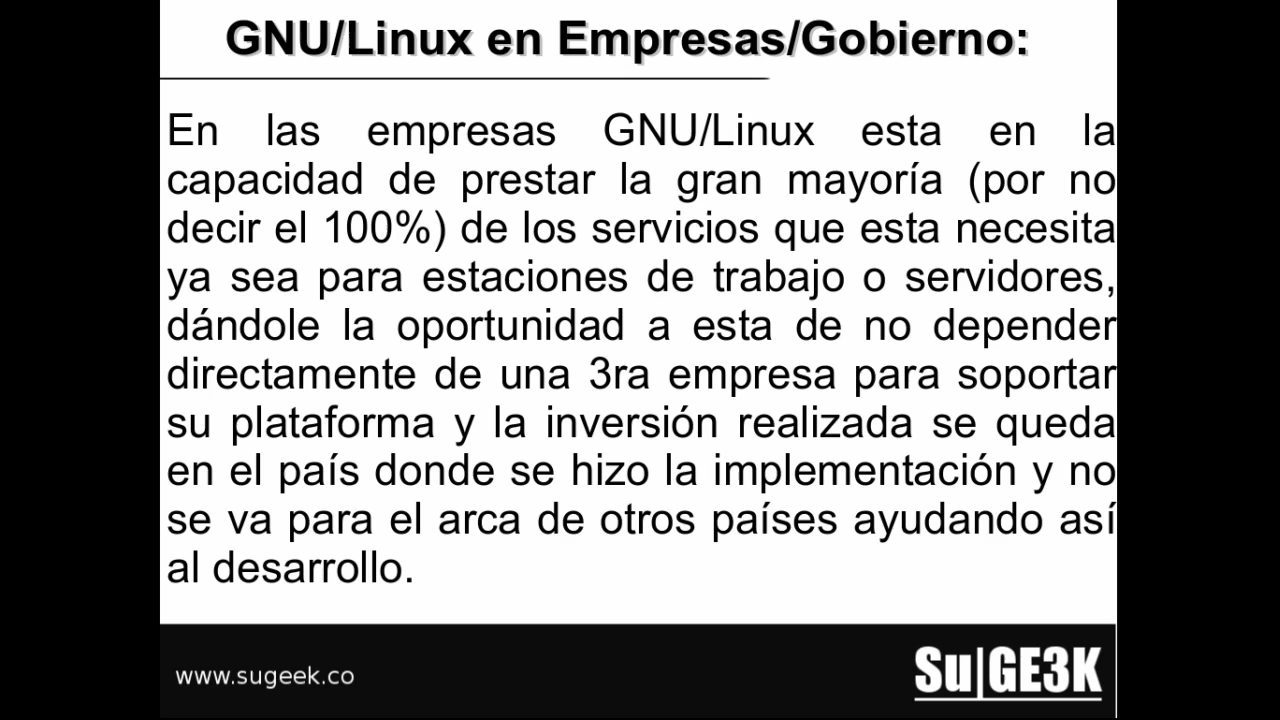 GNU/Linux en Empresas/Gobierno:
En las empresas GNU/Linux esta en la
capacidad de prestar la gran mayoría (por no
decir el 100%) de los servicios que esta necesita
ya sea para estaciones de trabajo o servidores,
dándole la oportunidad a esta de no depender
directamente de una 3ra empresa para soportar
su plataforma y la inversión realizada se queda
en el país donde se hizo la implementación y no
se va para el arca de otros países ayudando así
al desarrollo.
www.sugeek.co
Su|GE3K